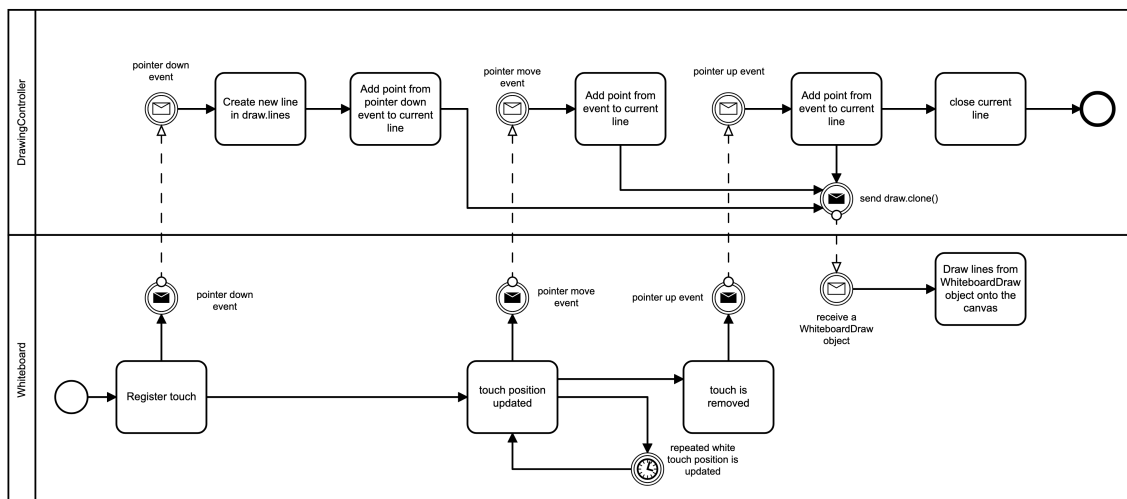 DrawingController
pointer down
event
Create new line
in draw.lines
Add point from
pointer down
event to current
line
pointer move
event
Add point from
event to current
line
pointer up event
Add point from
event to current
line
close current
line
send draw.clone()
Whiteboard
pointer down
event
pointer move
event
pointer up event
receive a
WhiteboardDraw
object
Draw lines from
WhiteboardDraw
object onto the
canvas
Register touch
touch position
updated
touch is
removed
repeated white
touch position is
updated